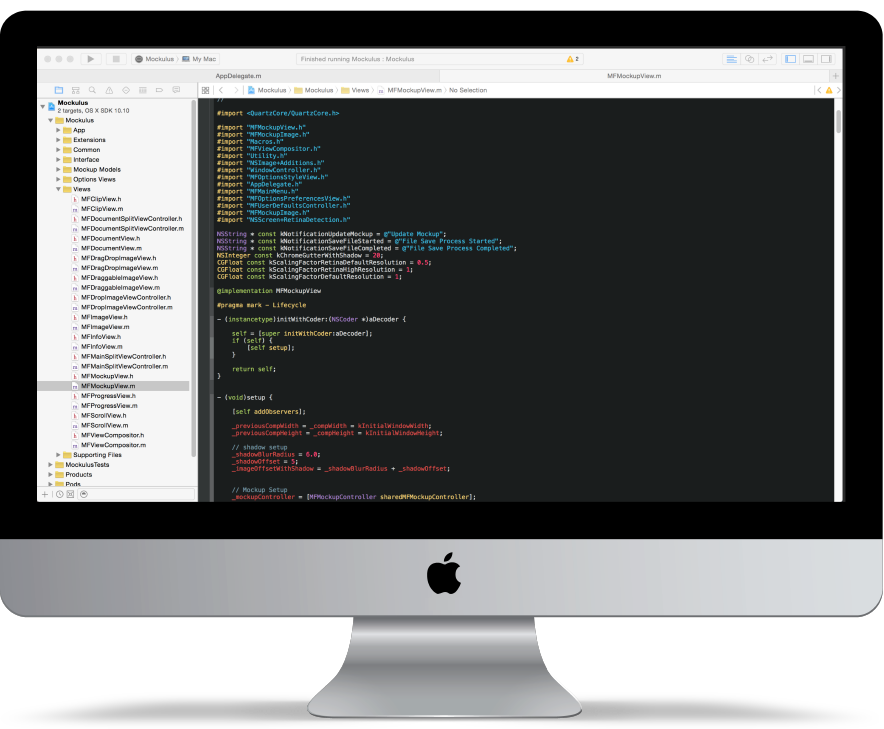 Mockulus
My Mac
Finished running Mockulus : Mockulus
2
AppDelegate.m
MFMockupView.m
Mockulus
Mockulus
Views
MFMockupView.m
No Selection
Mockulus
2 targets, OS X SDK 10.10
Mockulus
App
Extensions
Common
Interface
Mockup Models
Options Views
Views
h MFClipView.h
m MFClipView.m
h MFDocumentSplitViewController.h
m MFDocumentSplitViewController.m
h MFDocumentView.h
m MFDocumentView.m
h MFDragDropImageView.h
m MFDragDropImageView.m
h MFDraggableImageView.h
m MFDraggableImageView.m
h MFDropImageViewController.h
m MFDropImageViewController.m
h MFImageView.h
m MFImageView.m
h MFInfoView.h
m MFInfoView.m
h MFMainSplitViewController.h
m MFMainSplitViewController.m
h MFMockupView.h
m MFMockupView.m
h MFProgressView.h
m MFProgressView.m
h MFScrollView.h
m MFScrollView.m
h MFViewCompositor.h
m MFViewCompositor.m
Supporting Files
MockulusTests
Products
Pods
//
#import <QuartzCore/QuartzCore.h>
#import "MFMockupView.h"
#import "MFMockupImage.h"
#import "Macros.h"
#import "MFViewCompositor.h"
#import "Utility.h"
#import "NSImage+Additions.h"
#import "WindowController.h"
#import "MFOptionsStyleView.h"
#import "AppDelegate.h"
#import "MFMainMenu.h"
#import "MFOptionsPreferencesView.h"
#import "MFUserDefaultsController.h"
#import "MFMockupImage.h"
#import "NSScreen+RetinaDetection.h"
NSString * const kNotificationUpdateMockup = @"Update Mockup";
NSString * const kNotificationSaveFileStarted = @"File Save Process Started";
NSString * const kNotificationSaveFileCompleted = @"File Save Process Completed";
NSInteger const kChromeGutterWithShadow = 20;
CGFloat const kScalingFactorRetinaDefaultResolution = 0.5;
CGFloat const kScalingFactorRetinaHighResolution = 1;
CGFloat const kScalingFactorDefaultResolution = 1;
@implementation MFMockupView
#pragma mark - Lifecycle
- (instancetype)initWithCoder:(NSCoder *)aDecoder {
self = [super initWithCoder:aDecoder];
if (self) {
[self setup];
}
return self;
}
- (void)setup {
[self addObservers];
_previousCompWidth = _compWidth = kInitialWindowWidth;
_previousCompHeight = _compHeight = kInitialWindowHeight;
// shadow setup
_shadowBlurRadius = 6.0;
_shadowOffset = 5;
_imageOffsetWithShadow = _shadowBlurRadius + _shadowOffset;
// Mockup Setup
_mockupController = [MFMockupController sharedMFMockupController];